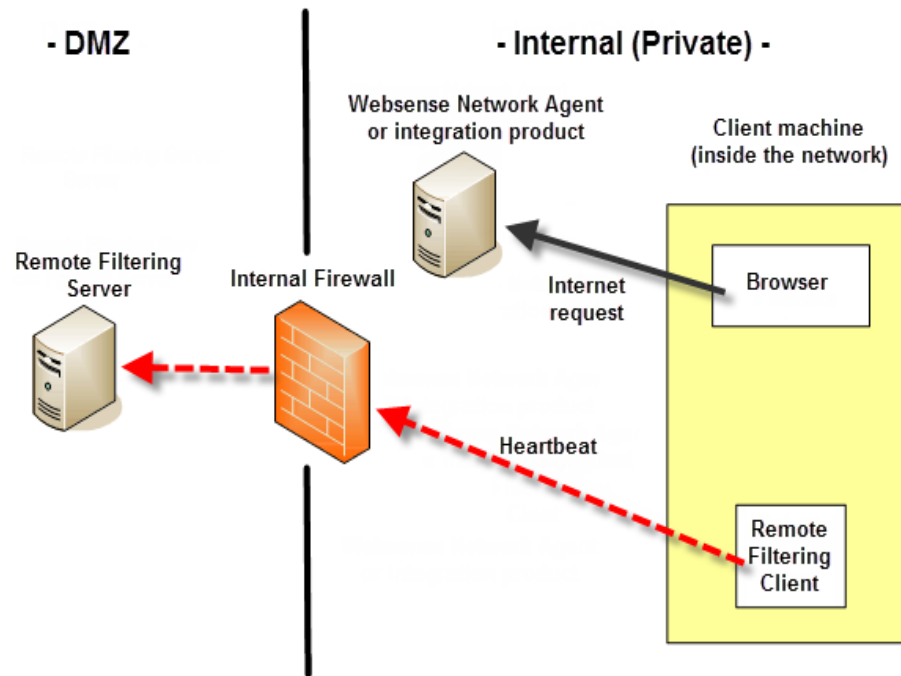 - DMZ
- Internal (Private) -
Websense Network Agent
or integration product
Client machine
(inside the network)
Remote Filtering
Server
Internal Firewall
Internet
request
Browser
Heartbeat
Remote
Filtering
Client